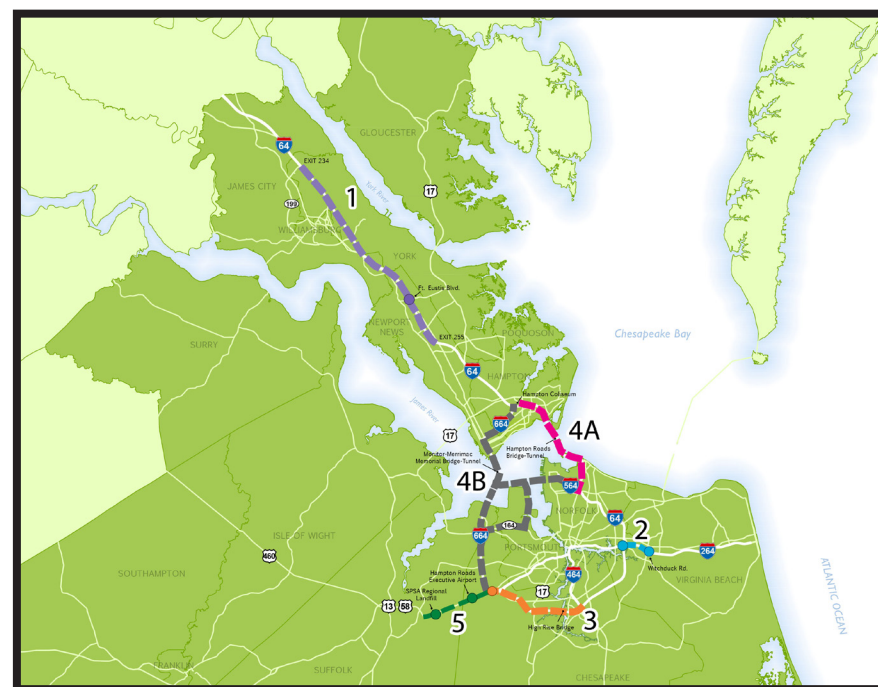 GLOUCESTER
64
EXIT 234
JAMES CITY
1
17
York River
199
WILLIAMSBURG
YORK
Ft. Eustis Blvd.
NEWPORT
NEWS
EXIT 255
POQUOSON
Chesapeake Bay
SURRY
64
HAMPTON
Hampton Coliseum
James River
664
4A
17
Hampton Roads
Bridge-Tunnel
Monitor-Merrimac
Memorial Bridge-Tunnel
4B
564
NORFOLK
64
164
2
664
PORTSMOUTH
264
ISLE OF WIGHT
460
Witchduck Rd.
SOUTHAMPTON
464
VIRGINIA BEACH
Hampton Roads
Executive Airport
17
SPSA Regional
Landfill
13
58
5
3
High Rise Bridge
ATLANTIC OCEAN
FRANKLIN
SUFFOLK
CHESAPEAKE